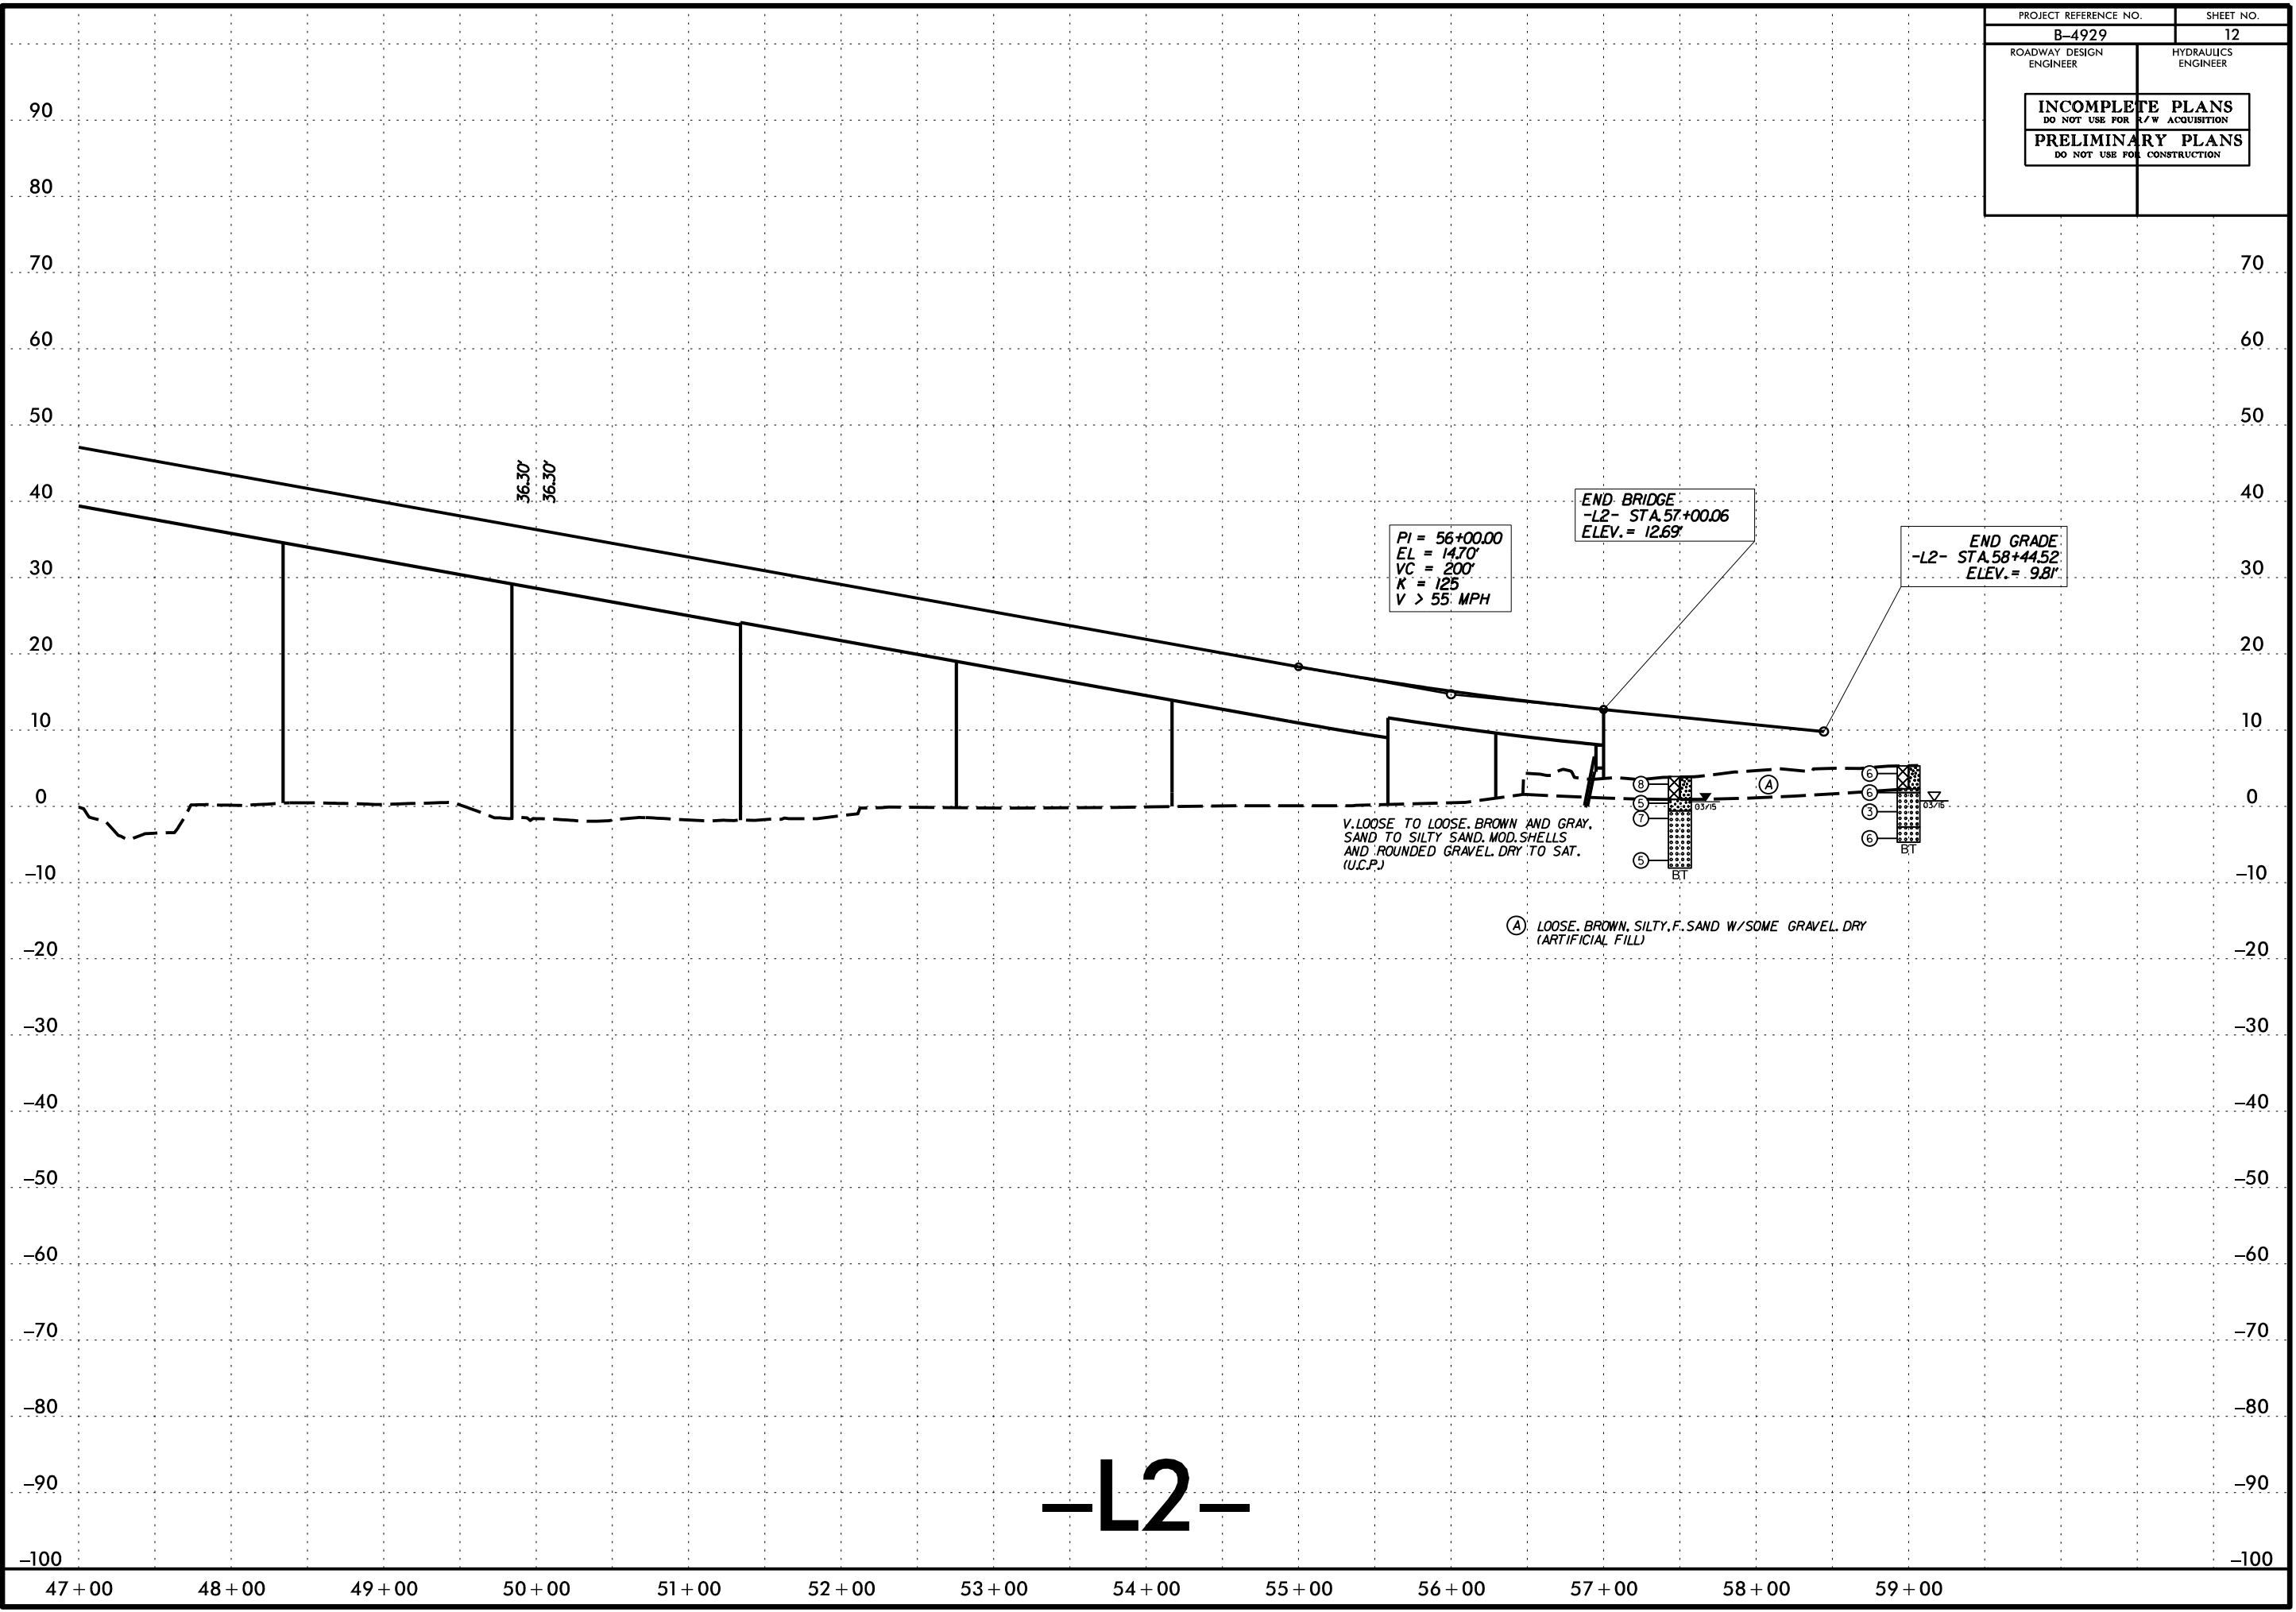 PROJECT REFERENCE NO. SHEET NO.
B-4929 12
ROADWAY DESIGN ENGINEER
HYDRAULICS ENGINEER
INCOMPLETE PLANS
DO NOT USE FOR R/W ACQUISITION
PRELIMINARY PLANS
DO NOT USE FOR CONSTRUCTION
90
80
70 70
60 60
50 50
40 40
30 30
20 20
10 10
0 0
-10 -10
-20 -20
-30 -30
-40 -40
-50 -50
-60 -60
-70 -70
-80 -80
-90 -90
-100 -100
36.30'
36.30'
PI = 56+00.00
EL = 14.70'
VC = 200'
K = 125
V > 55 MPH
END BRIDGE
-L2- STA. 57+00.06
ELEV. = 12.69'
END GRADE
-L2- STA. 58+44.52
ELEV. = 9.81'
8
5
7
5
03/15
BT
A
6
6
3
6
03/15
BT
V. LOOSE TO LOOSE, BROWN AND GRAY,
SAND TO SILTY SAND, MOD. SHELLS
AND ROUNDED GRAVEL, DRY TO SAT.
(U.C.P.)
A LOOSE, BROWN, SILTY, F. SAND W/SOME GRAVEL, DRY
(ARTIFICIAL FILL)
-L2-
47+00 48+00 49+00 50+00 51+00 52+00 53+00 54+00 55+00 56+00 57+00 58+00 59+00